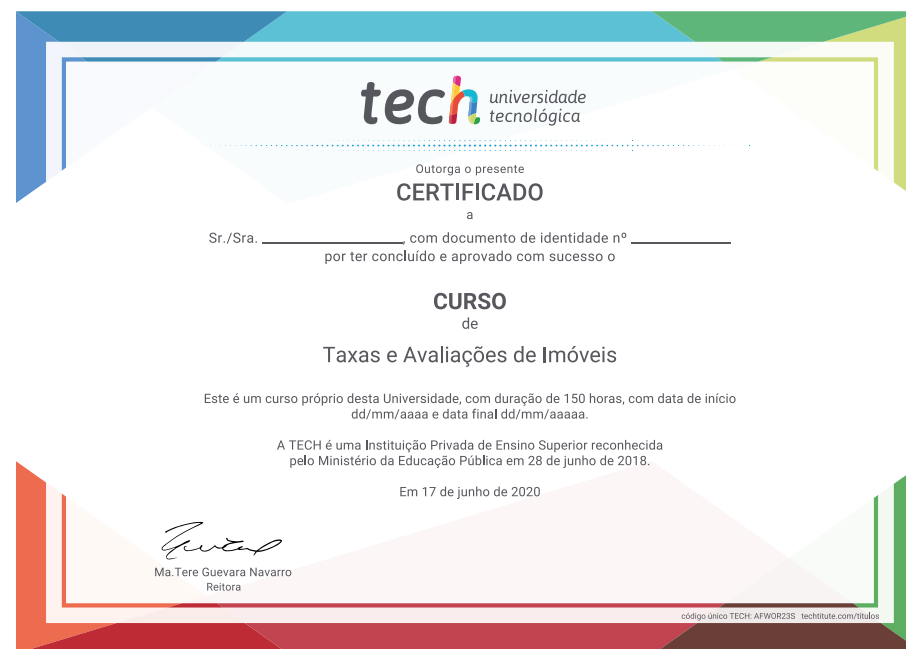 tech universidade
tecnológica
Outorga o presente
CERTIFICADO
a
Sr./Sra. ________________, com documento de identidade nº ____________
por ter concluído e aprovado com sucesso o
CURSO
de
Taxas e Avaliações de Imóveis
Este é um curso próprio desta Universidade, com duração de 150 horas, com data de início
dd/mm/aaaa e data final dd/mm/aaaaa.
A TECH é uma Instituição Privada de Ensino Superior reconhecida
pelo Ministério da Educação Pública em 28 de junho de 2018.
Em 17 de junho de 2020
Ma.Tere Guevara Navarro
Reitora
código único TECH: AFWOR23S techtitute.com/titulos